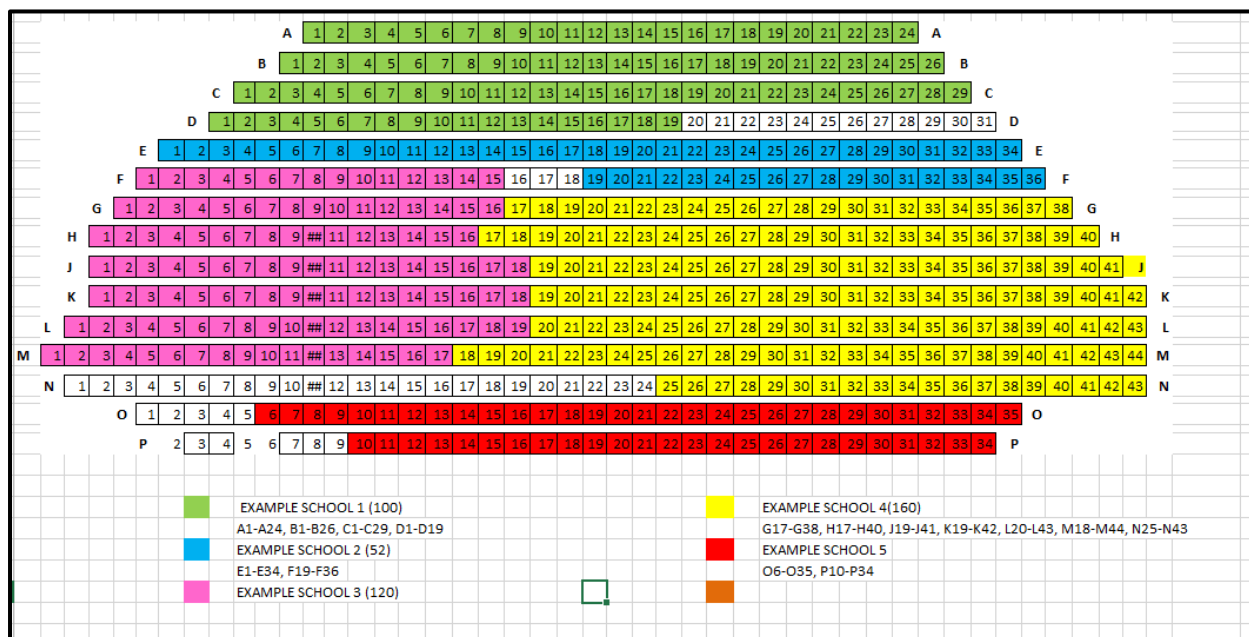 A 1 2 3 4 5 6 7 8 9 10 11 12 13 14 15 16 17 18 19 20 21 22 23 24 A
B 1 2 3 4 5 6 7 8 9 10 11 12 13 14 15 16 17 18 19 20 21 22 23 24 25 26 B
C 1 2 3 4 5 6 7 8 9 10 11 12 13 14 15 16 17 18 19 20 21 22 23 24 25 26 27 28 29 C
D 1 2 3 4 5 6 7 8 9 10 11 12 13 14 15 16 17 18 19 20 21 22 23 24 25 26 27 28 29 30 31 D
E 1 2 3 4 5 6 7 8 9 10 11 12 13 14 15 16 17 18 19 20 21 22 23 24 25 26 27 28 29 30 31 32 33 34 E
F 1 2 3 4 5 6 7 8 9 10 11 12 13 14 15 16 17 18 19 20 21 22 23 24 25 26 27 28 29 30 31 32 33 34 35 36 F
G 1 2 3 4 5 6 7 8 9 10 11 12 13 14 15 16 17 18 19 20 21 22 23 24 25 26 27 28 29 30 31 32 33 34 35 36 37 38 G
H 1 2 3 4 5 6 7 8 9 ## 11 12 13 14 15 16 17 18 19 20 21 22 23 24 25 26 27 28 29 30 31 32 33 34 35 36 37 38 39 40 H
J 1 2 3 4 5 6 7 8 9 ## 11 12 13 14 15 16 17 18 19 20 21 22 23 24 25 26 27 28 29 30 31 32 33 34 35 36 37 38 39 40 41 J
K 1 2 3 4 5 6 7 8 9 ## 11 12 13 14 15 16 17 18 19 20 21 22 23 24 25 26 27 28 29 30 31 32 33 34 35 36 37 38 39 40 41 42 K
L 1 2 3 4 5 6 7 8 9 10 ## 12 13 14 15 16 17 18 19 20 21 22 23 24 25 26 27 28 29 30 31 32 33 34 35 36 37 38 39 40 41 42 43 L
M 1 2 3 4 5 6 7 8 9 10 11 ## 13 14 15 16 17 18 19 20 21 22 23 24 25 26 27 28 29 30 31 32 33 34 35 36 37 38 39 40 41 42 43 44 M
N 1 2 3 4 5 6 7 8 9 10 ## 12 13 14 15 16 17 18 19 20 21 22 23 24 25 26 27 28 29 30 31 32 33 34 35 36 37 38 39 40 41 42 43 N
O 1 2 3 4 5 6 7 8 9 10 11 12 13 14 15 16 17 18 19 20 21 22 23 24 25 26 27 28 29 30 31 32 33 34 35 O
P 2 3 4 5 6 7 8 9 10 11 12 13 14 15 16 17 18 19 20 21 22 23 24 25 26 27 28 29 30 31 32 33 34 P
EXAMPLE SCHOOL 1 (100)
A1-A24, B1-B26, C1-C29, D1-D19
EXAMPLE SCHOOL 2 (52)
E1-E34, F19-F36
EXAMPLE SCHOOL 3 (120)
EXAMPLE SCHOOL 4(160)
G17-G38, H17-H40, J19-J41, K19-K42, L20-L43, M18-M44, N25-N43
EXAMPLE SCHOOL 5
O6-O35, P10-P34